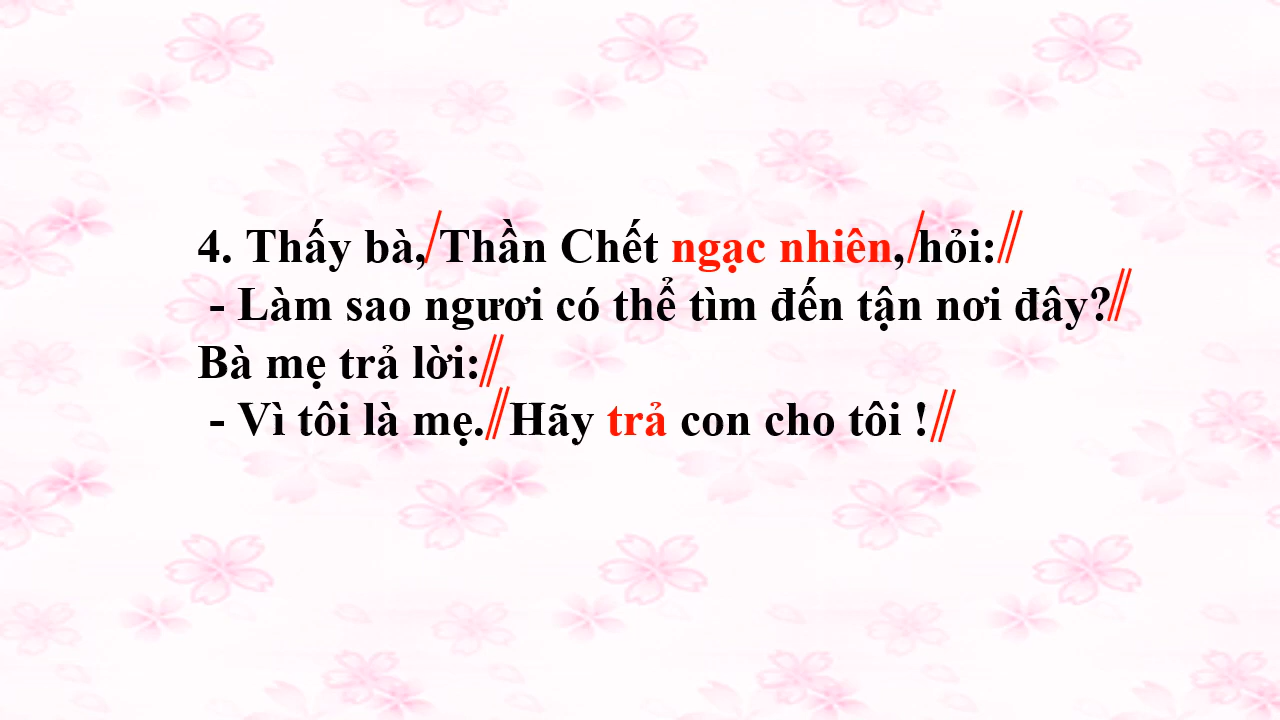 4. Thấy bà,/ Thần Chết ngạc nhiên, /hỏi://
- Làm sao ngươi có thể tìm đến tận nơi đây?//
Bà mẹ trả lời://
- Vì tôi là mẹ.// Hãy trả con cho tôi !//